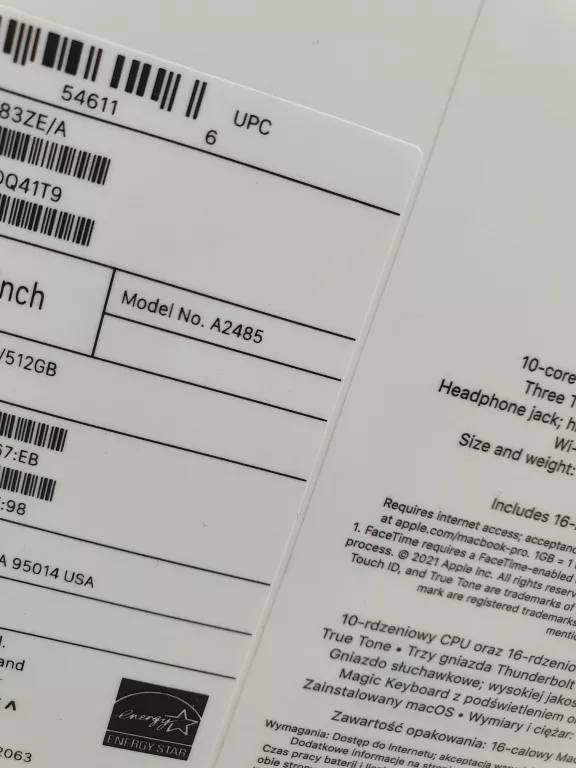 54611
6
UPC
83ZE/A
DQ41T9
nch
Model No. A2485
/512GB
57:EB
:98
A 95014 USA
and
2063
energy
ENERGY STAR
10-core
Three T
Headphone jack; h
Wi-
Size and weight:
Includes 16-
Requires internet access; acceptanc
at apple.com/macbook-pro. 1GB = 1
1. FaceTime requires a FaceTime-enabled
process. © 2021 Apple Inc. All rights reserv
Touch ID, and True Tone are trademarks of
mark are registered trademarks
mentio
10-rdzeniowy CPU oraz 16-rdzenio
True Tone • Trzy gniazda Thunderbolt
Gniazdo słuchawkowe; wysokiej jakoś
Magic Keyboard z podświetleniem o
Zainstalowany macOS • Wymiary i ciężar:
Zawartość opakowania: 16-calowy Ma
Wymagania: Dostęp do Internetu; akceptacja
Dodatkowe informacje na stron
Czas pracy baterii i
obie stron